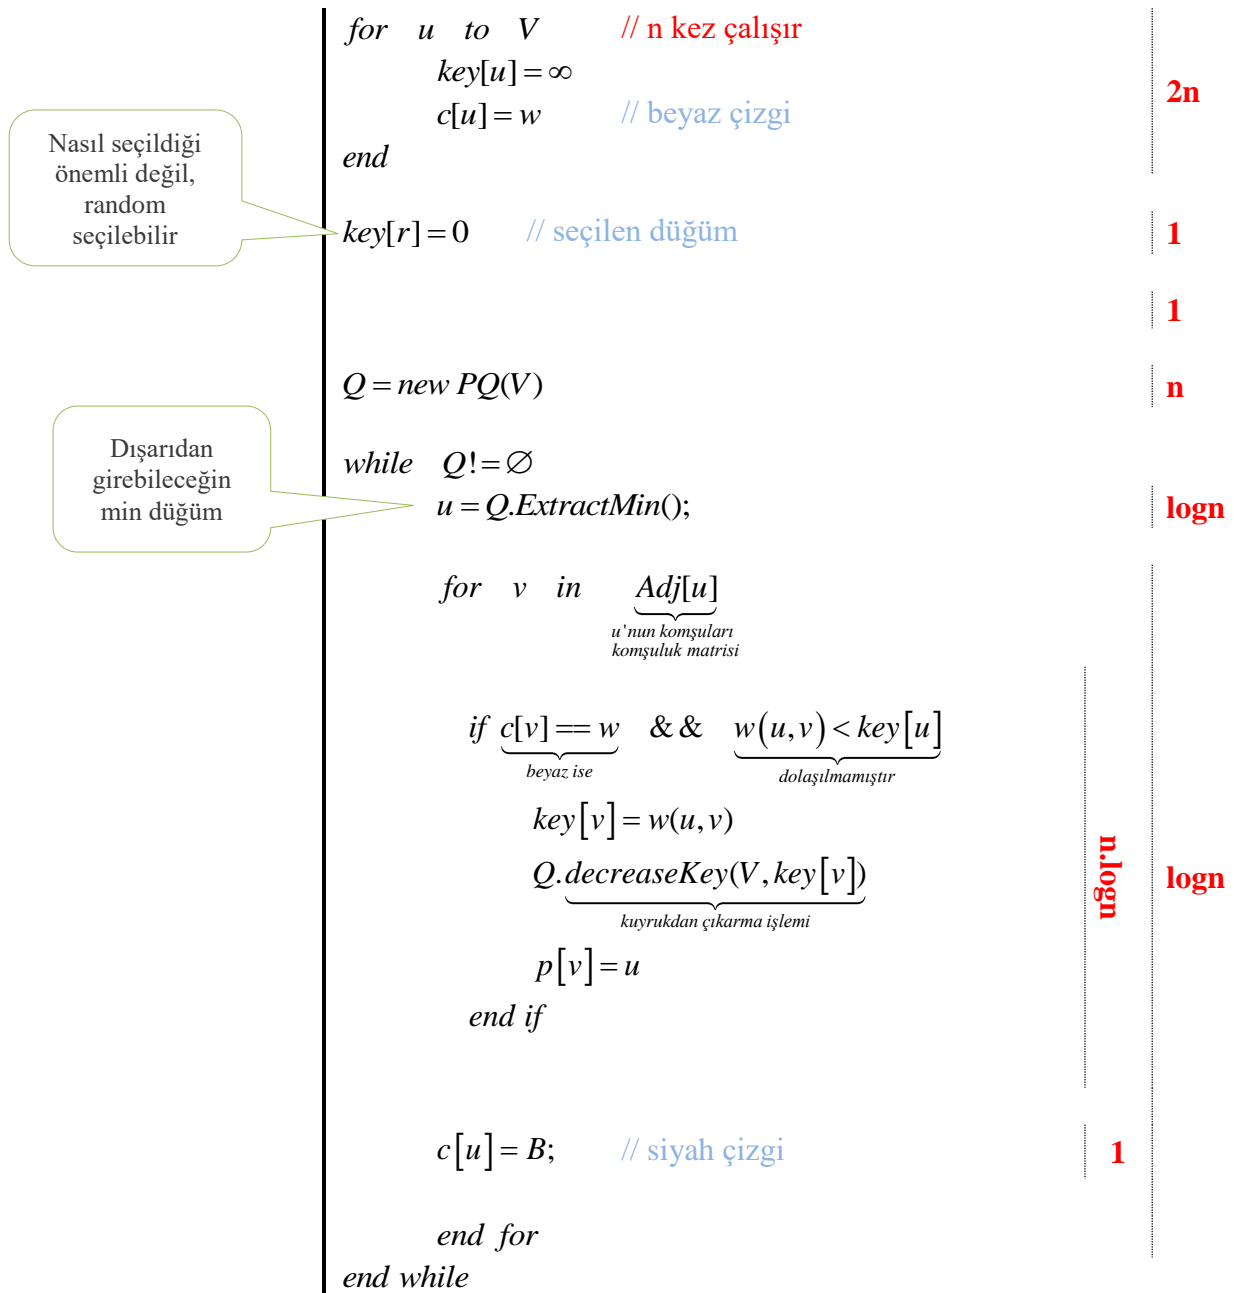 for u to V // n kez çalışır
key[u] = ∞
c[u] = w // beyaz çizgi
2n
end
Nasıl seçildiği
önemli değil,
random
seçilebilir
key[r] = 0 // seçilen düğüm
1
1
Q = new PQ(V)
n
Dışarıdan
girebileceğin
min düğüm
while Q! = ∅
u = Q.ExtractMin();
logn
for v in Adj[u]
u'nun komşuları
komşuluk matrisi
if c[v] == w && w(u,v) < key[u]
beyaz ise dolaşılmamıştır
key[v] = w(u,v)
Q.decreaseKey(V, key[v])
kuyrukdan çıkarma işlemi
n.logn
logn
p[v] = u
end if
c[u] = B; // siyah çizgi
1
end for
end while